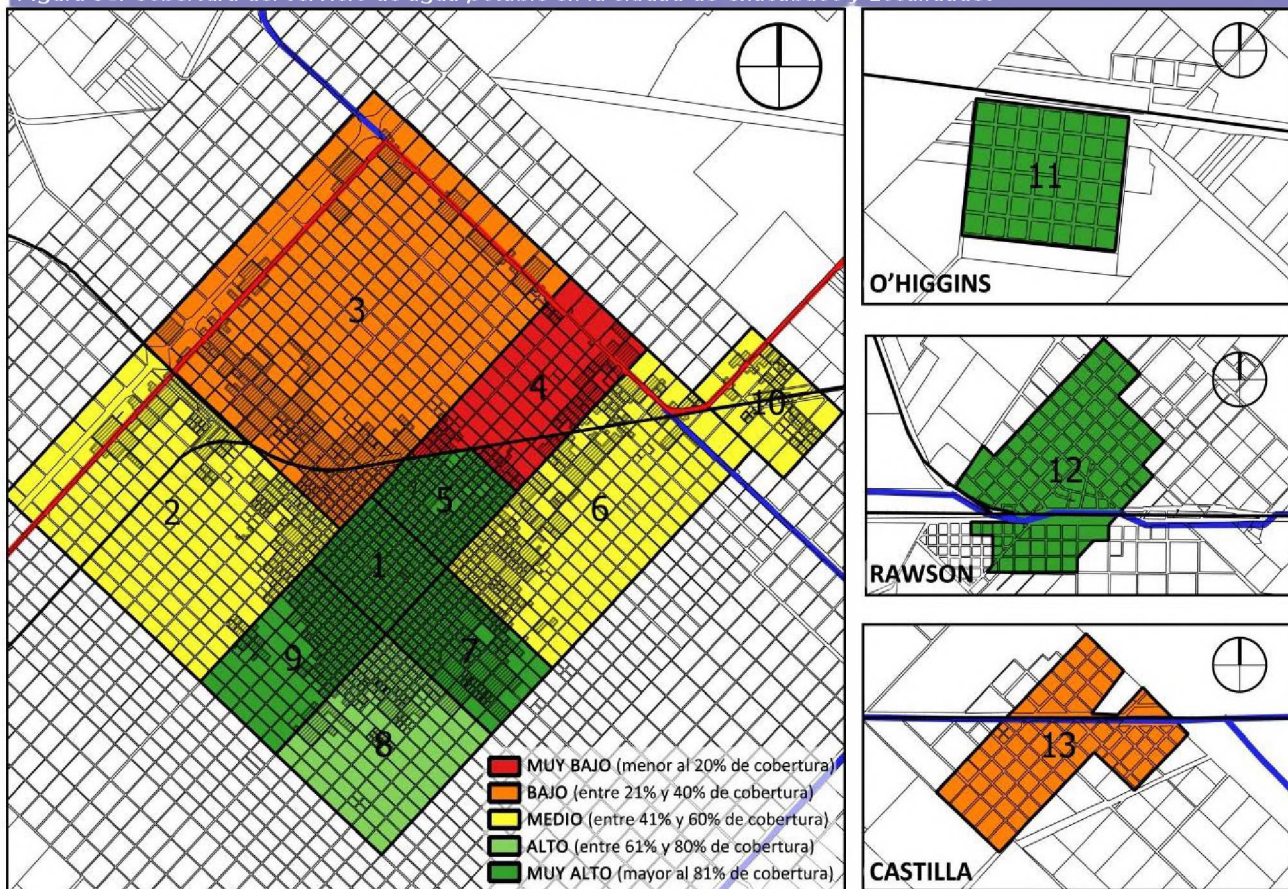 3
4
10
2
5
6
1
9
7
8
MUY BAJO (menor al 20% de cobertura)
BAJO (entre 21% y 40% de cobertura)
MEDIO (entre 41% y 60% de cobertura)
ALTO (entre 61% y 80% de cobertura)
MUY ALTO (mayor al 81% de cobertura)
11
O'HIGGINS
12
RAWSON
13
CASTILLA